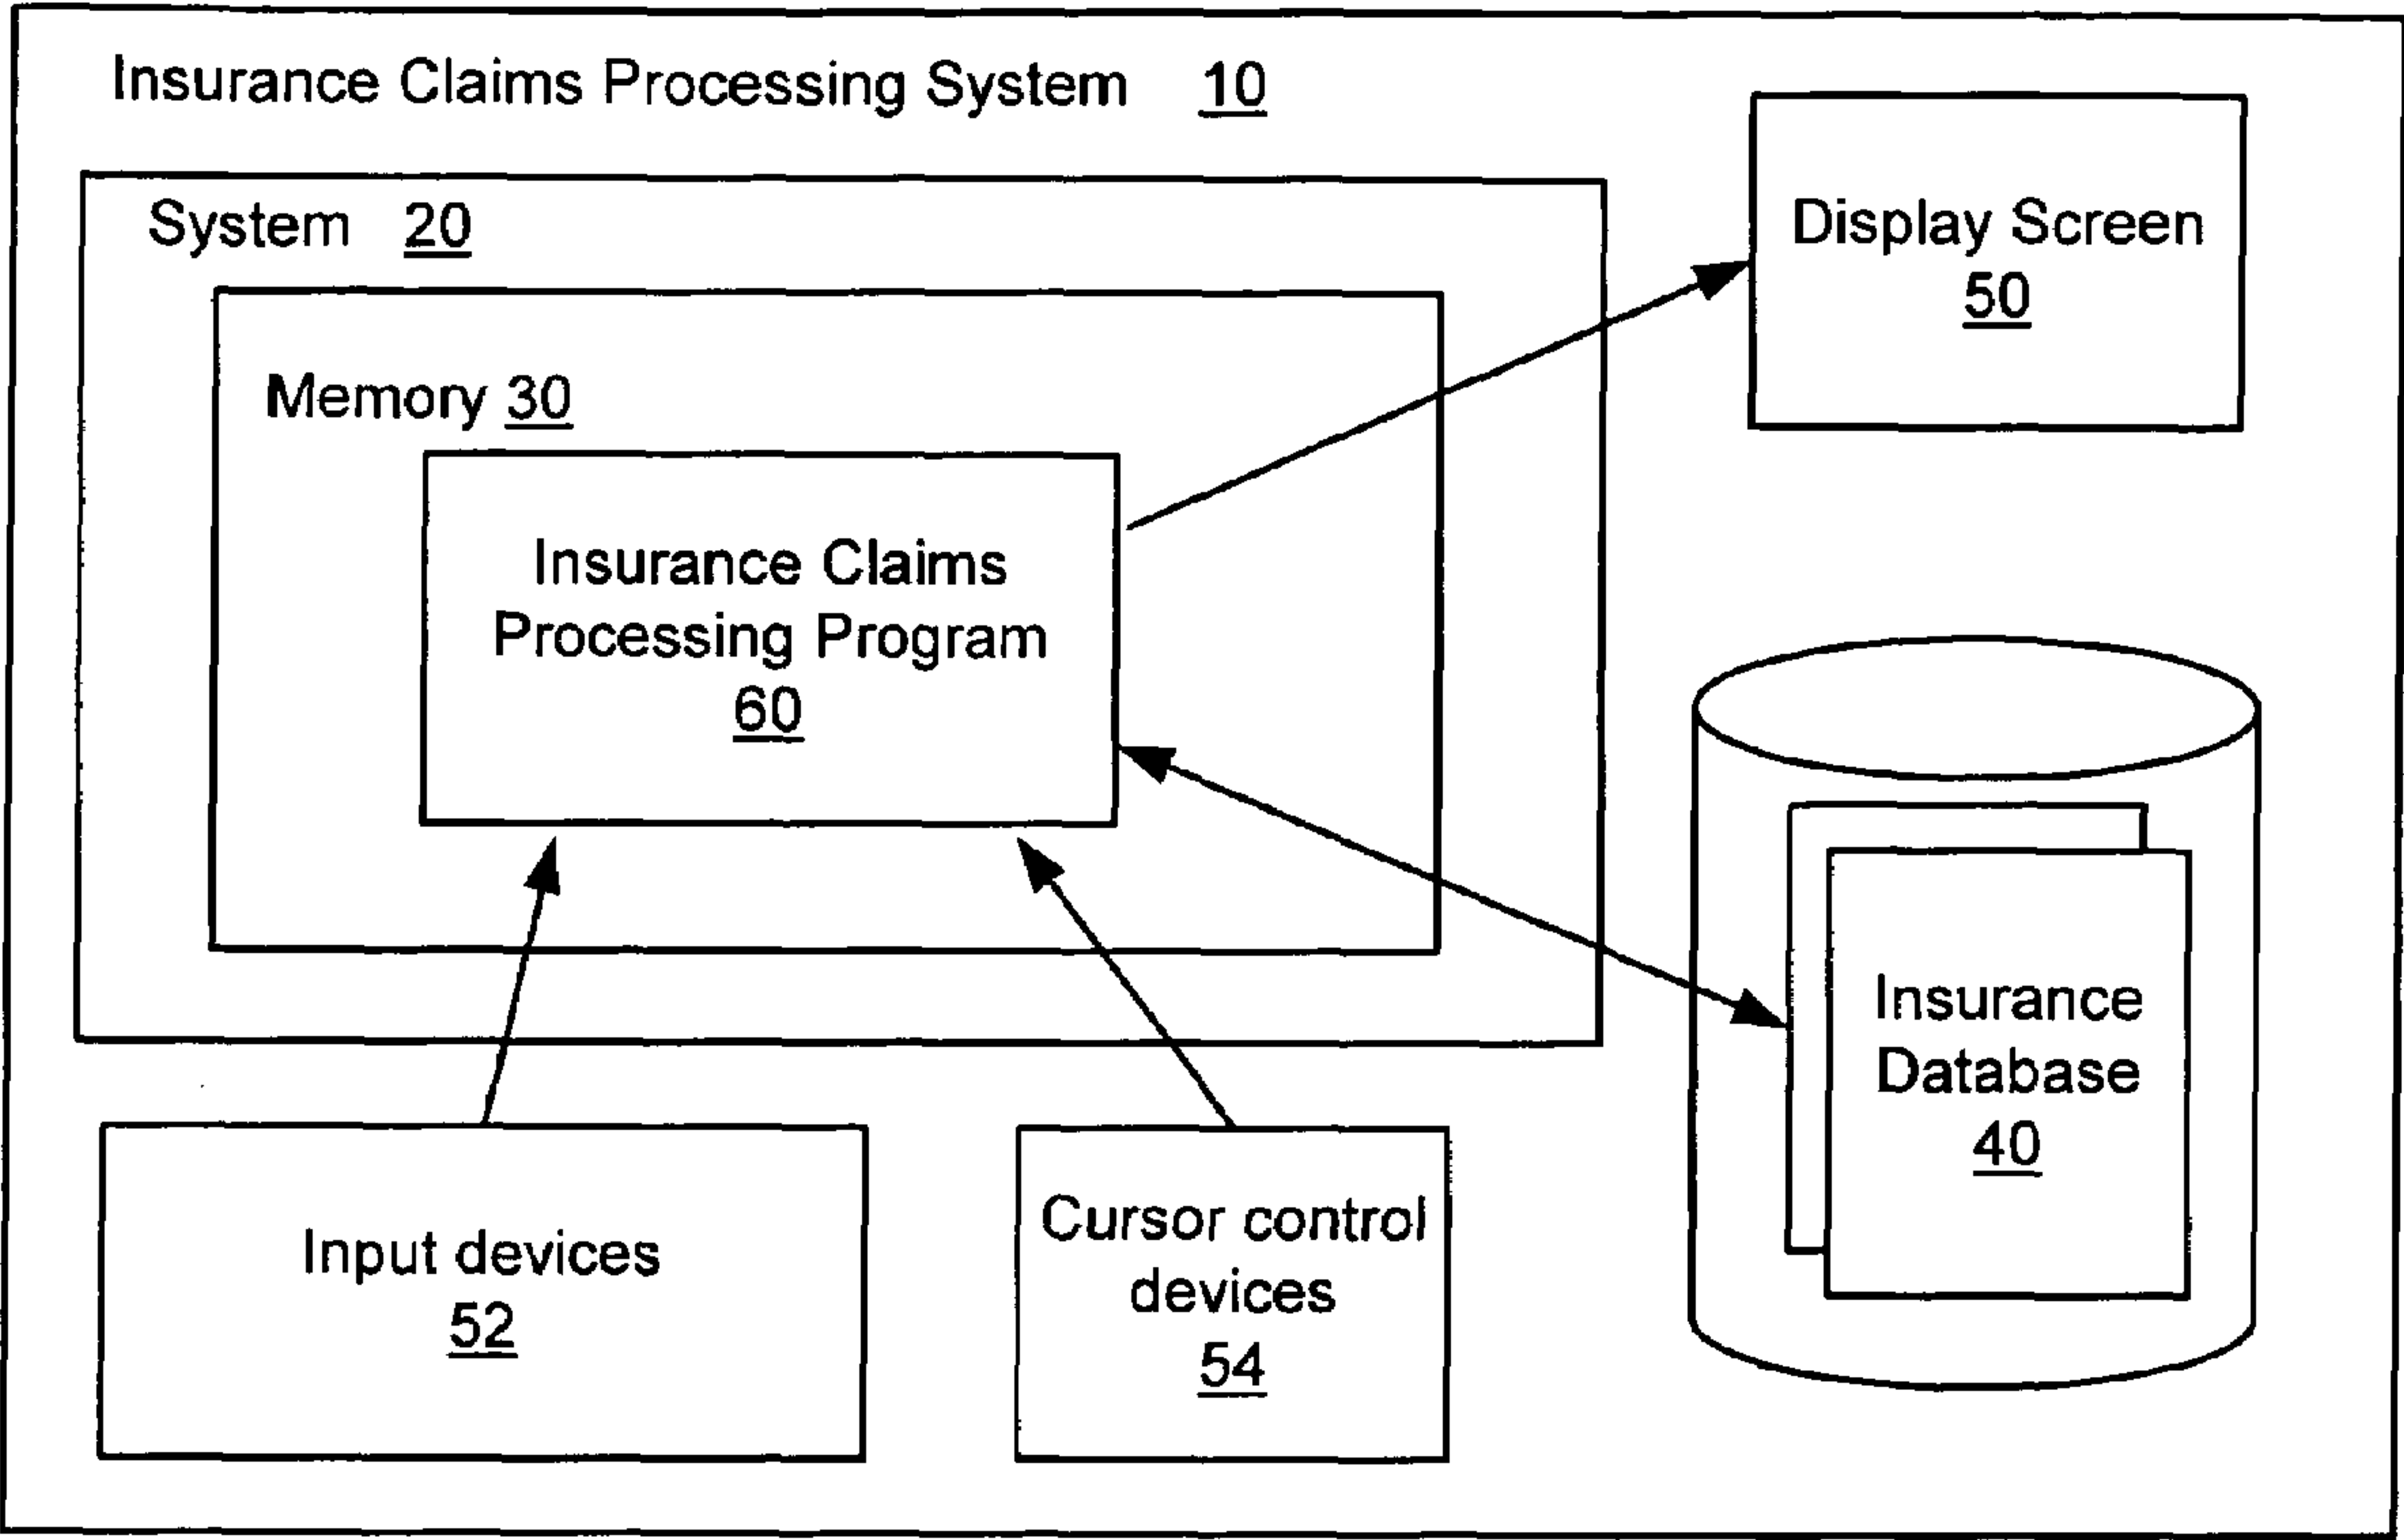 Insurance Claims Processing System 10
System 20
Display Screen
50
Memory 30
Insurance Claims
Processing Program
60
Insurance
Database
40
Input devices
52
Cursor control
devices
54